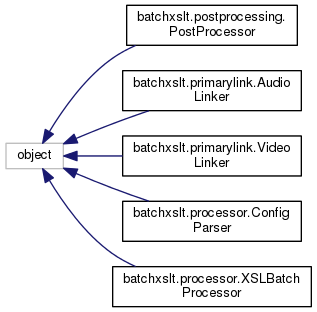 batchxslt.postprocessing.
PostProcessor
batchxslt.primarylink.Audio
Linker
object
batchxslt.primarylink.Video
Linker
batchxslt.processor.Config
Parser
batchxslt.processor.XSLBatch
Processor